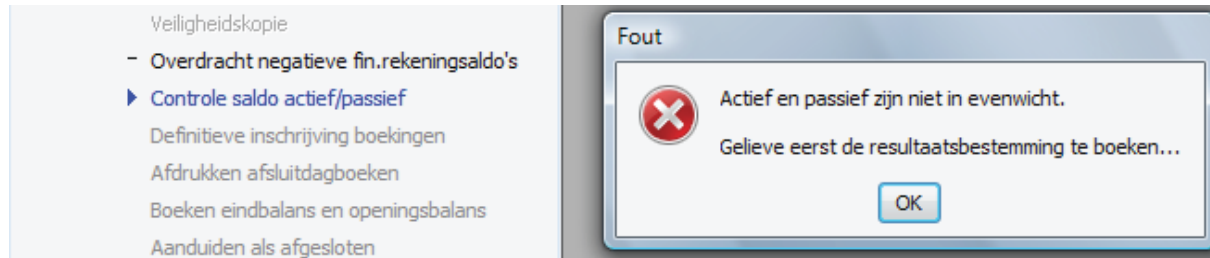 Veiligheidskopie
- Overdracht negatieve fin.rekeningsaldo's
Controle saldo actief/passief
Definitieve inschrijving boekingen
Afdrukken afsluitdagboeken
Boeken eindbalans en openingsbalans
Aanduiden als afgesloten
Fout
Actief en passief zijn niet in evenwicht.
Gelieve eerst de resultaatsbestemming te boeken...
OK